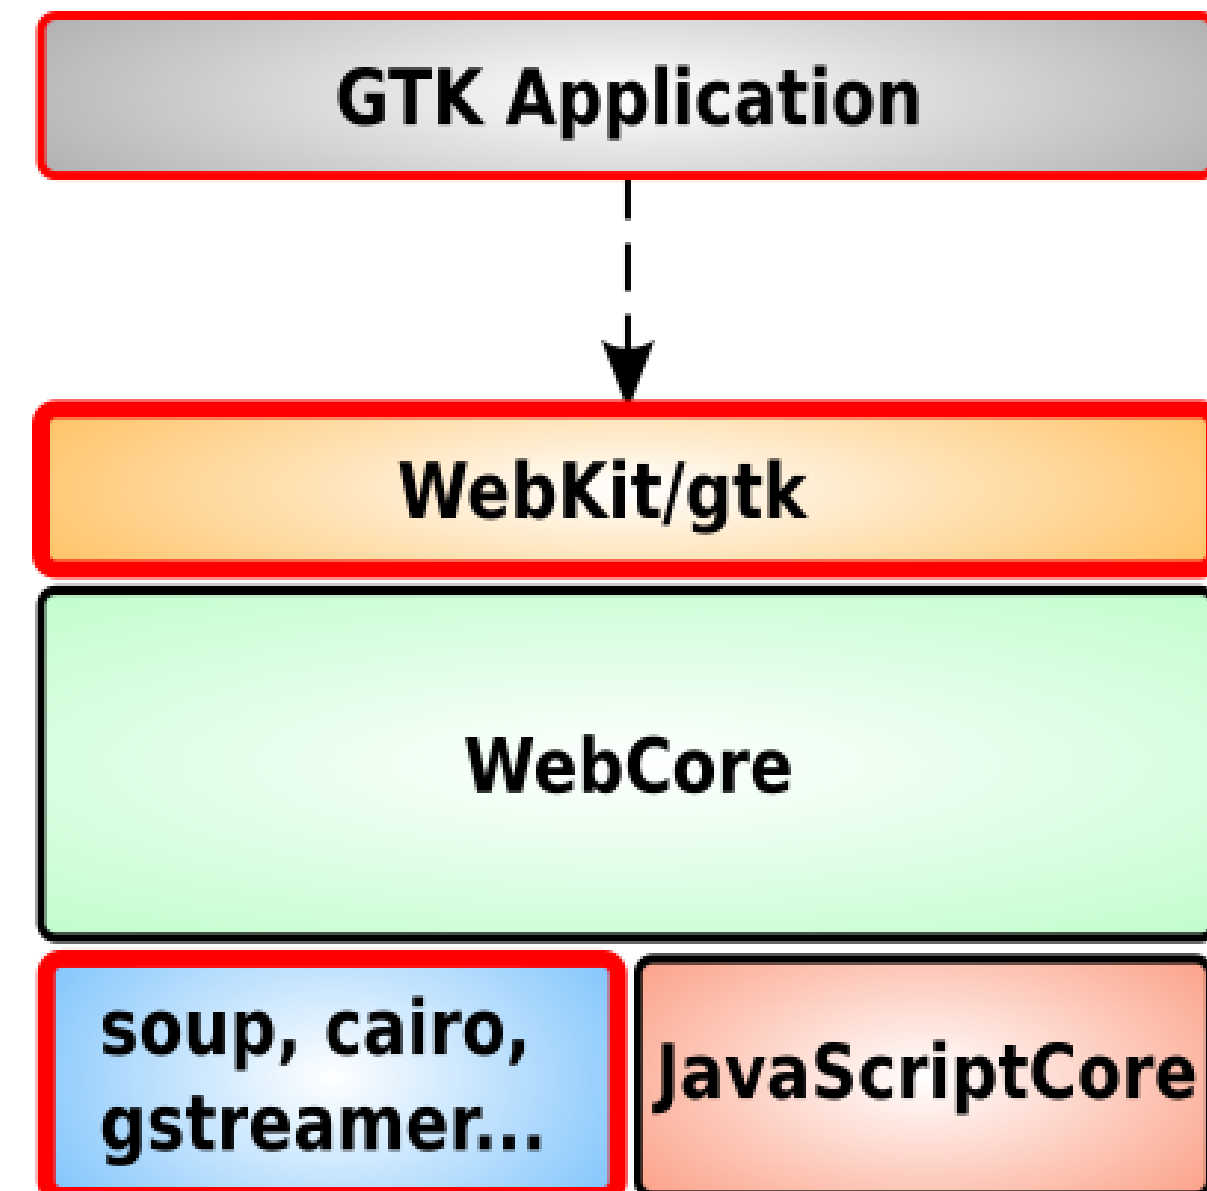 GTK Application
WebKit/gtk
WebCore
soup, cairo,
gstreamer...
JavaScriptCore